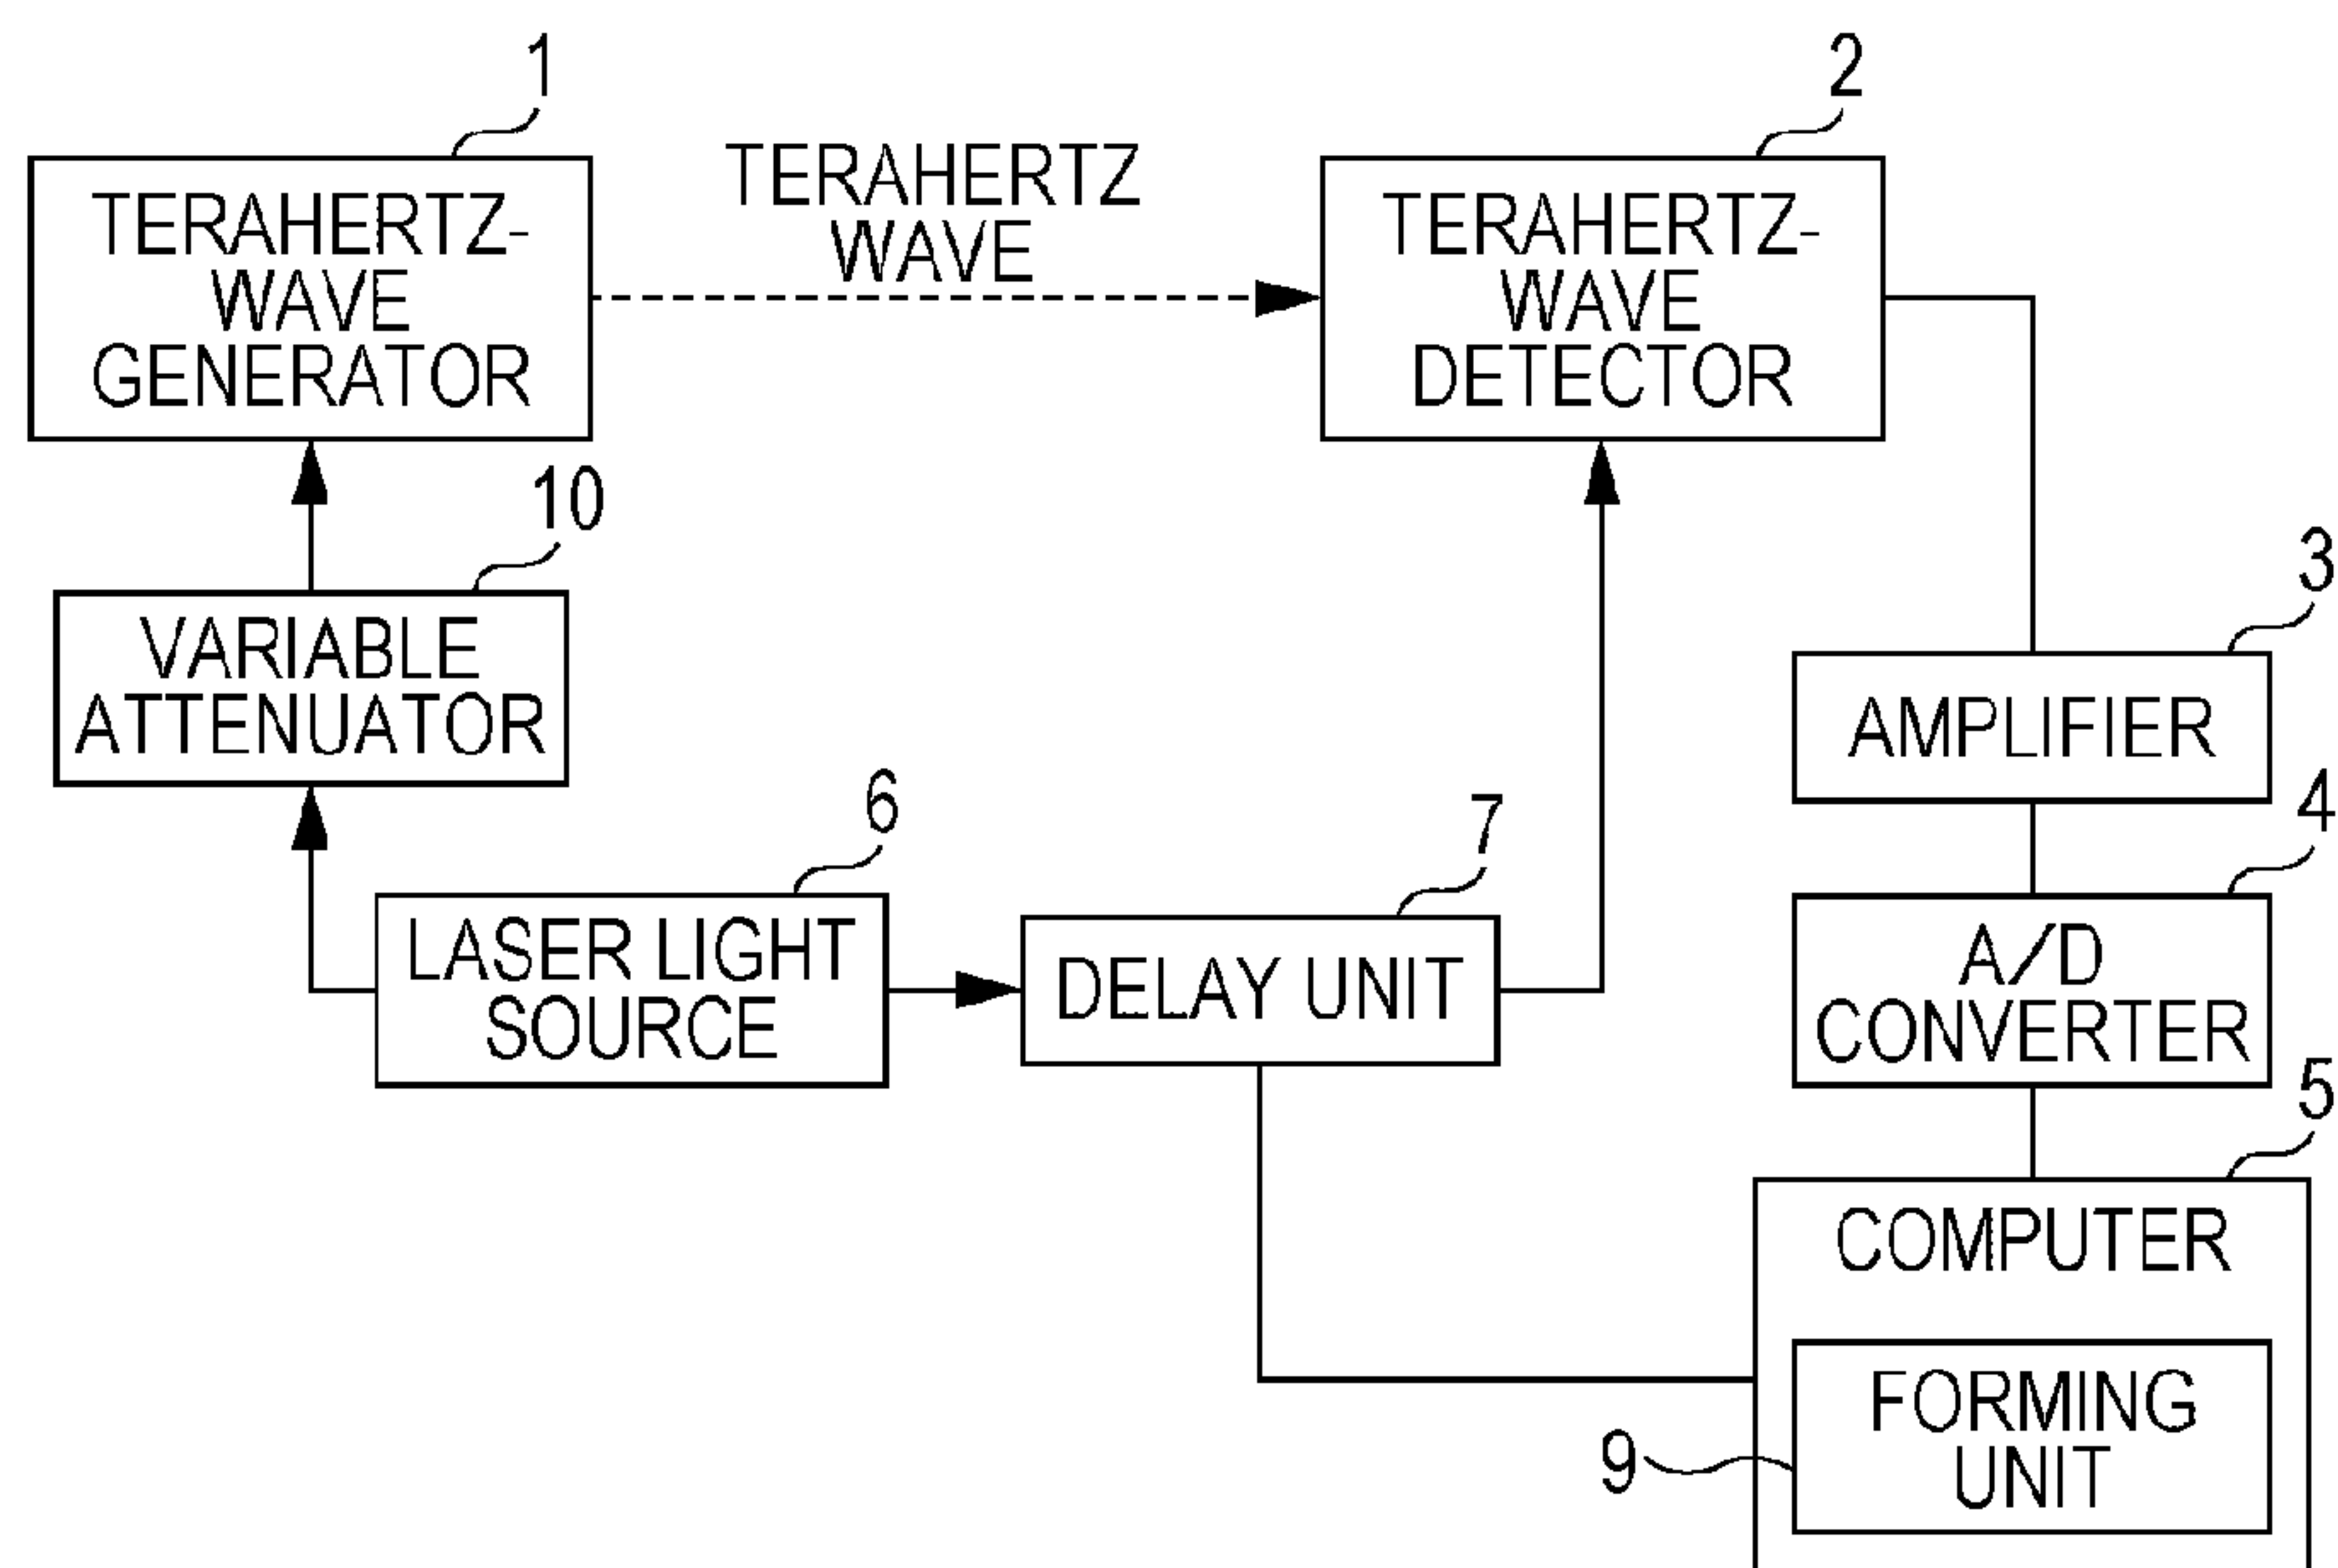 1
2
TERAHERTZ-
WAVE
GENERATOR
TERAHERTZ
WAVE
TERAHERTZ-
WAVE
DETECTOR
10
VARIABLE
ATTENUATOR
3
AMPLIFIER
6
LASER LIGHT
SOURCE
7
DELAY UNIT
4
A/D
CONVERTER
5
COMPUTER
9
FORMING
UNIT